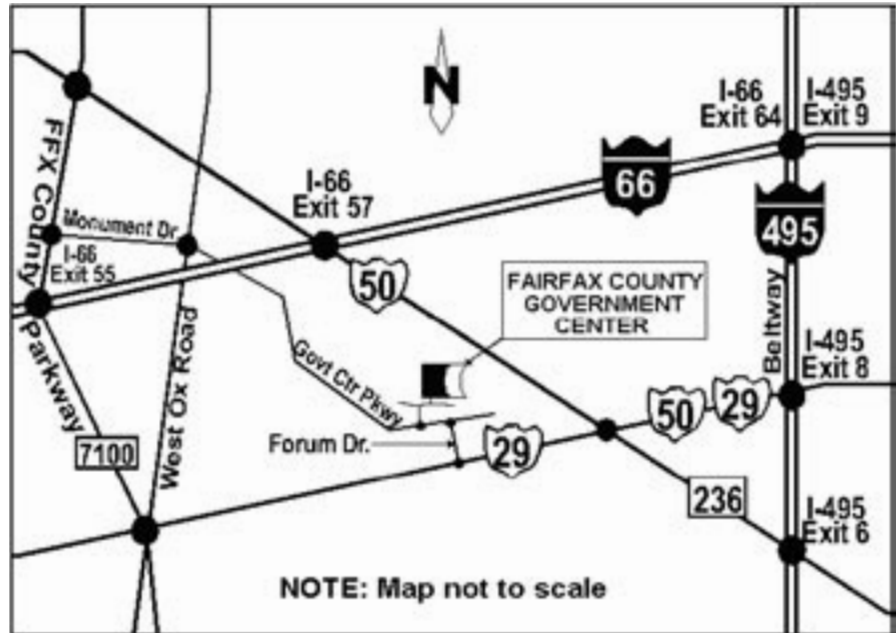 N
I-66
Exit 64
I-495
Exit 9
FFX County
Parkway
I-66
Exit 57
66
Monument Dr
I-66
Exit 55
495
50
FAIRFAX COUNTY
GOVERNMENT
CENTER
Beltway
West Ox Road
Govt Ctr Pkwy
I-495
Exit 8
50
29
Forum Dr.
29
7100
236
I-495
Exit 6
NOTE: Map not to scale